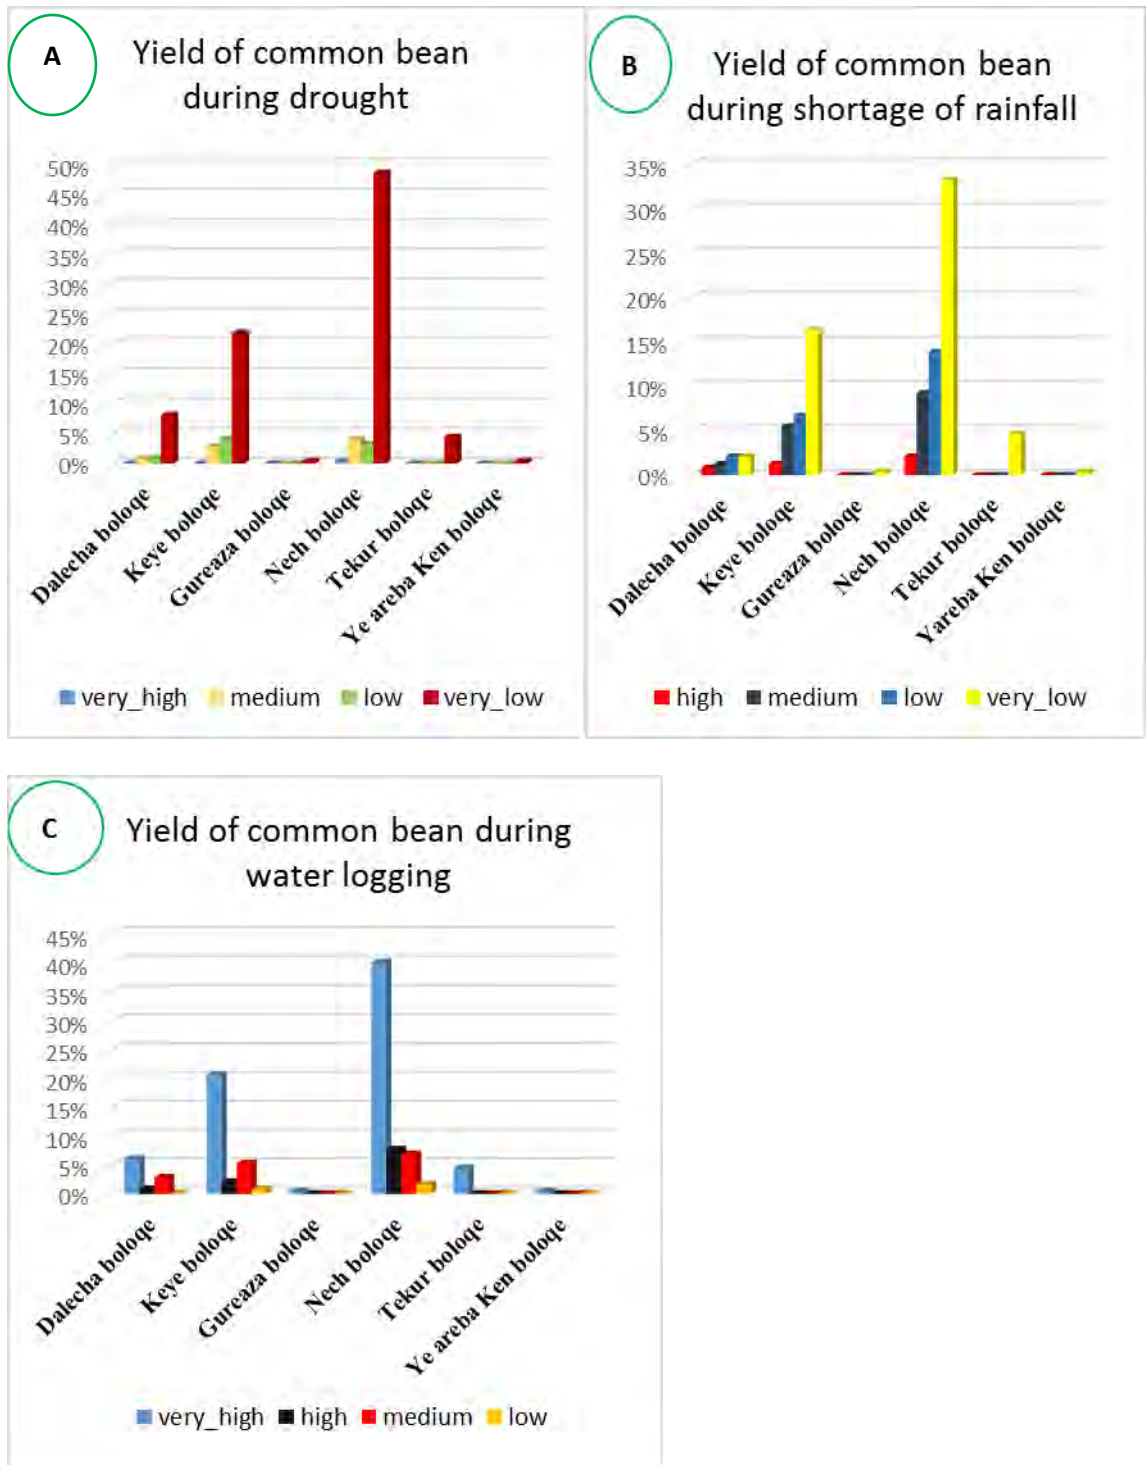 A
Yield of common bean
during drought
50%
45%
40%
35%
30%
25%
20%
15%
10%
5%
0%
Dalecha boloqe
Keye boloqe
Gureaza boloqe
Nech boloqe
Tekur boloqe
Ye areba Ken boloqe
very_high medium low very_low
B
Yield of common bean
during shortage of rainfall
35%
30%
25%
20%
15%
10%
5%
0%
Dalecha boloqe
Keye boloqe
Gureaza boloqe
Nech boloqe
Tekur boloqe
Yareba Ken boloqe
high medium low very_low
C
Yield of common bean during
water logging
45%
40%
35%
30%
25%
20%
15%
10%
5%
0%
Dalecha boloqe
Keye boloqe
Gureaza boloqe
Nech boloqe
Tekur boloqe
Ye areba Ken boloqe
very_high high medium low